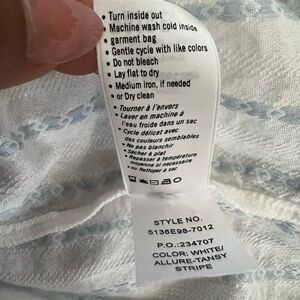 • Turn inside out
• Machine wash cold inside
• garment bag
• Gentle cycle with like colors
• Do not bleach
• Lay flat to dry
• Medium iron, if needed
• or Dry clean
• Tourner à l'envers
• Laver en machine à
l'eau froide dans un sac
• Cycle délicat avec
des couleurs semblables
• Ne pas blanchir
• Sécher à plat
• Repasser à température
moyenne si necessaire
• ou Nettoyer à sec
STYLE NO.
5136E98-7012
P.O.:234707
COLOR: WHITE/
ALLURE-TANSY
STRIPE